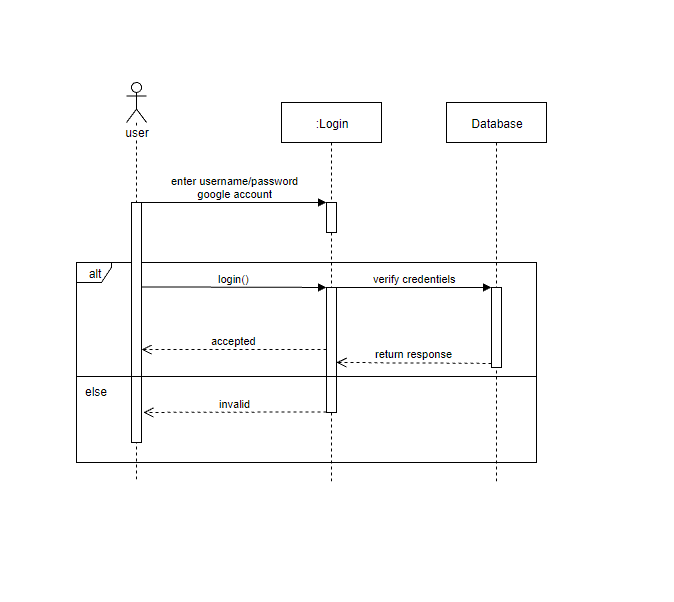 user
:Login
Database
enter username/password
google account
alt
login()
verify credentiels
accepted
return response
else
invalid